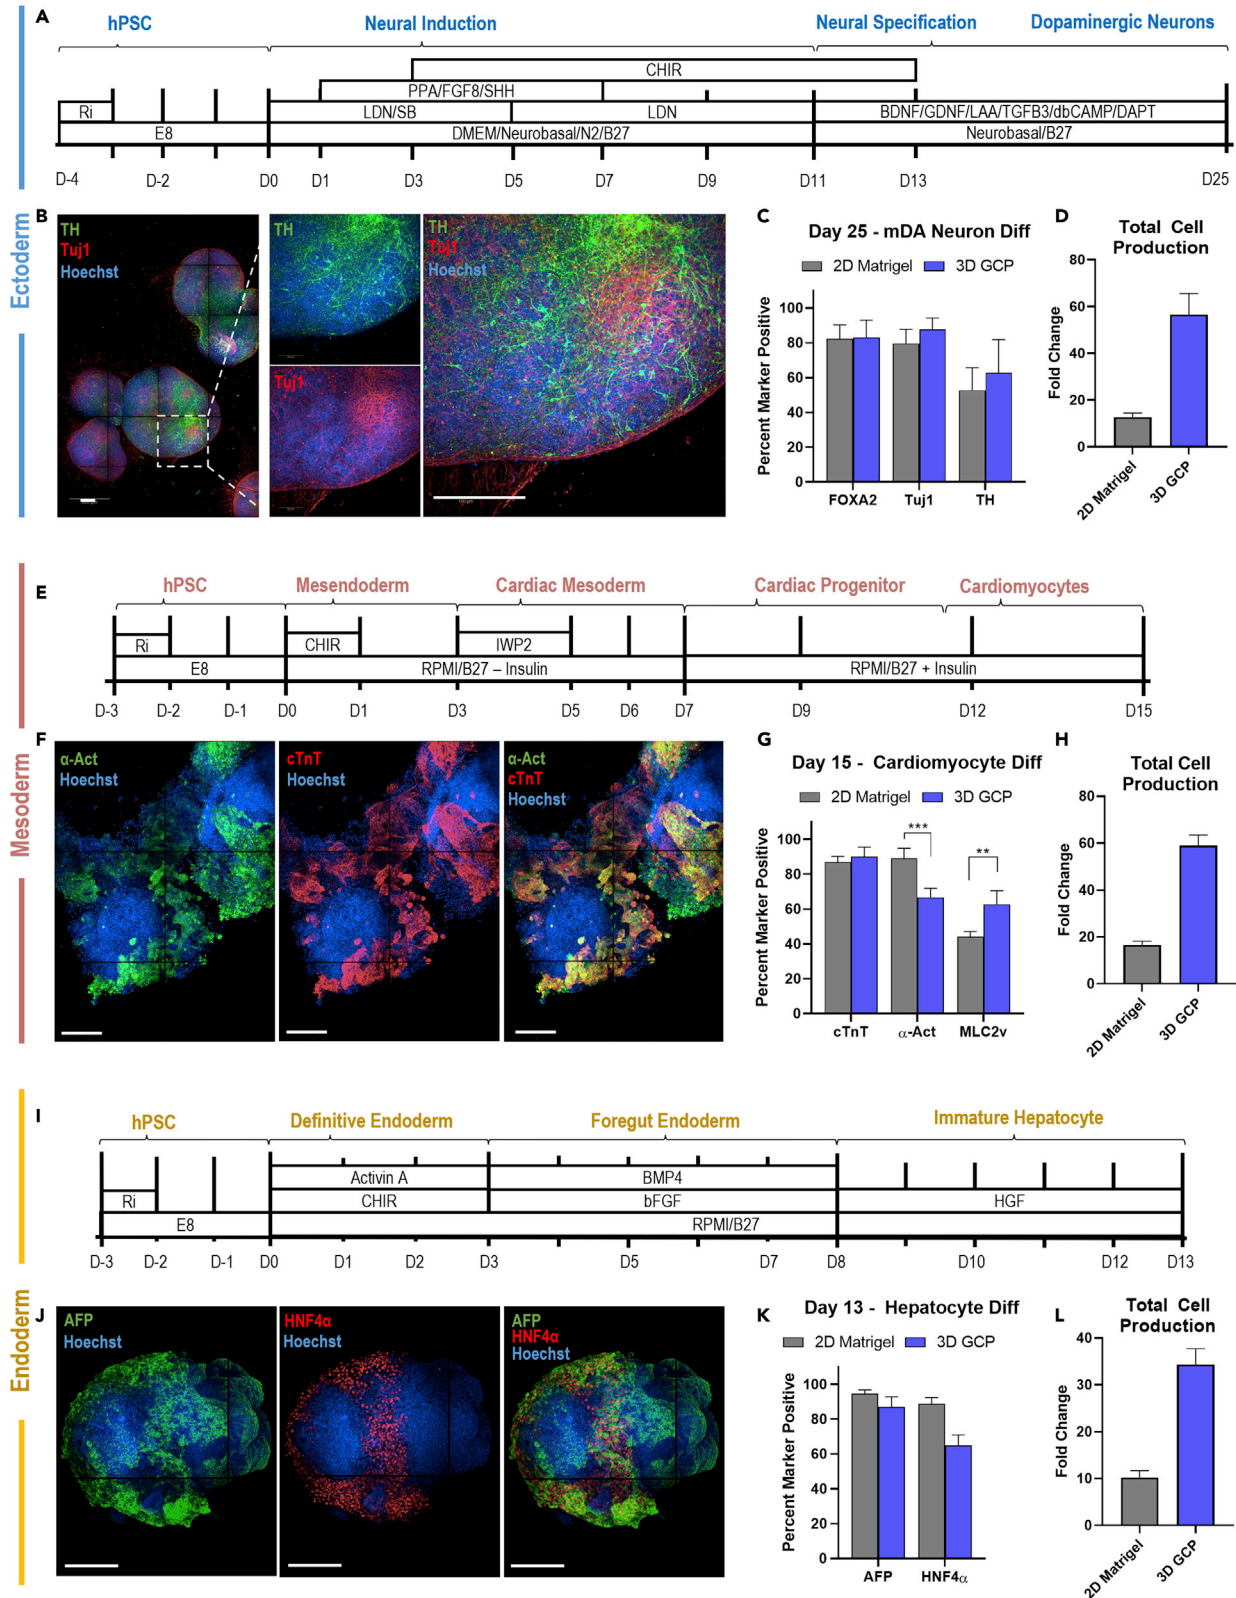 A
hPSC
Neural Induction
Neural Specification
Dopaminergic Neurons
CHIR
PPA/FGF8/SHH
Ri
LDN/SB
LDN
BDNF/GDNF/LAA/TGFB3/dbCAMP/DAPT
E8
DMEM/Neurobasal/N2/B27
Neurobasal/B27
D-4 D-2 D0 D1 D3 D5 D7 D9 D11 D13 D25
Ectoderm
B
TH
Tuj1
Hoechst
TH
Tuj1
TH
Tuj1
Hoechst
C
Day 25 - mDA Neuron Diff
2D Matrigel
3D GCP
Percent Marker Positive
100
80
60
40
20
0
FOXA2 Tuj1 TH
D
Total Cell
Production
Fold Change
80
60
40
20
0
2D Matrigel
3D GCP
E
hPSC
Mesendoderm
Cardiac Mesoderm
Cardiac Progenitor
Cardiomyocytes
Ri
CHIR
IWP2
E8
RPMI/B27 – Insulin
RPMI/B27 + Insulin
D-3 D-2 D-1 D0 D1 D3 D5 D6 D7 D9 D12 D15
Mesoderm
F
α-Act
Hoechst
cTnT
Hoechst
α-Act
cTnT
Hoechst
G
Day 15 - Cardiomyocyte Diff
2D Matrigel
3D GCP
Percent Marker Positive
100
80
60
40
20
0
***
**
cTnT α-Act MLC2v
H
Total Cell
Production
Fold Change
80
60
40
20
0
2D Matrigel
3D GCP
I
hPSC
Definitive Endoderm
Foregut Endoderm
Immature Hepatocyte
Activin A
BMP4
Ri
CHIR
bFGF
HGF
E8
RPMI/B27
D-3 D-2 D-1 D0 D1 D2 D3 D5 D7 D8 D10 D12 D13
Endoderm
J
AFP
Hoechst
HNF4α
Hoechst
AFP
HNF4α
Hoechst
K
Day 13 - Hepatocyte Diff
2D Matrigel
3D GCP
Percent Marker Positive
100
80
60
40
20
0
AFP HNF4α
L
Total Cell
Production
Fold Change
40
30
20
10
0
2D Matrigel
3D GCP